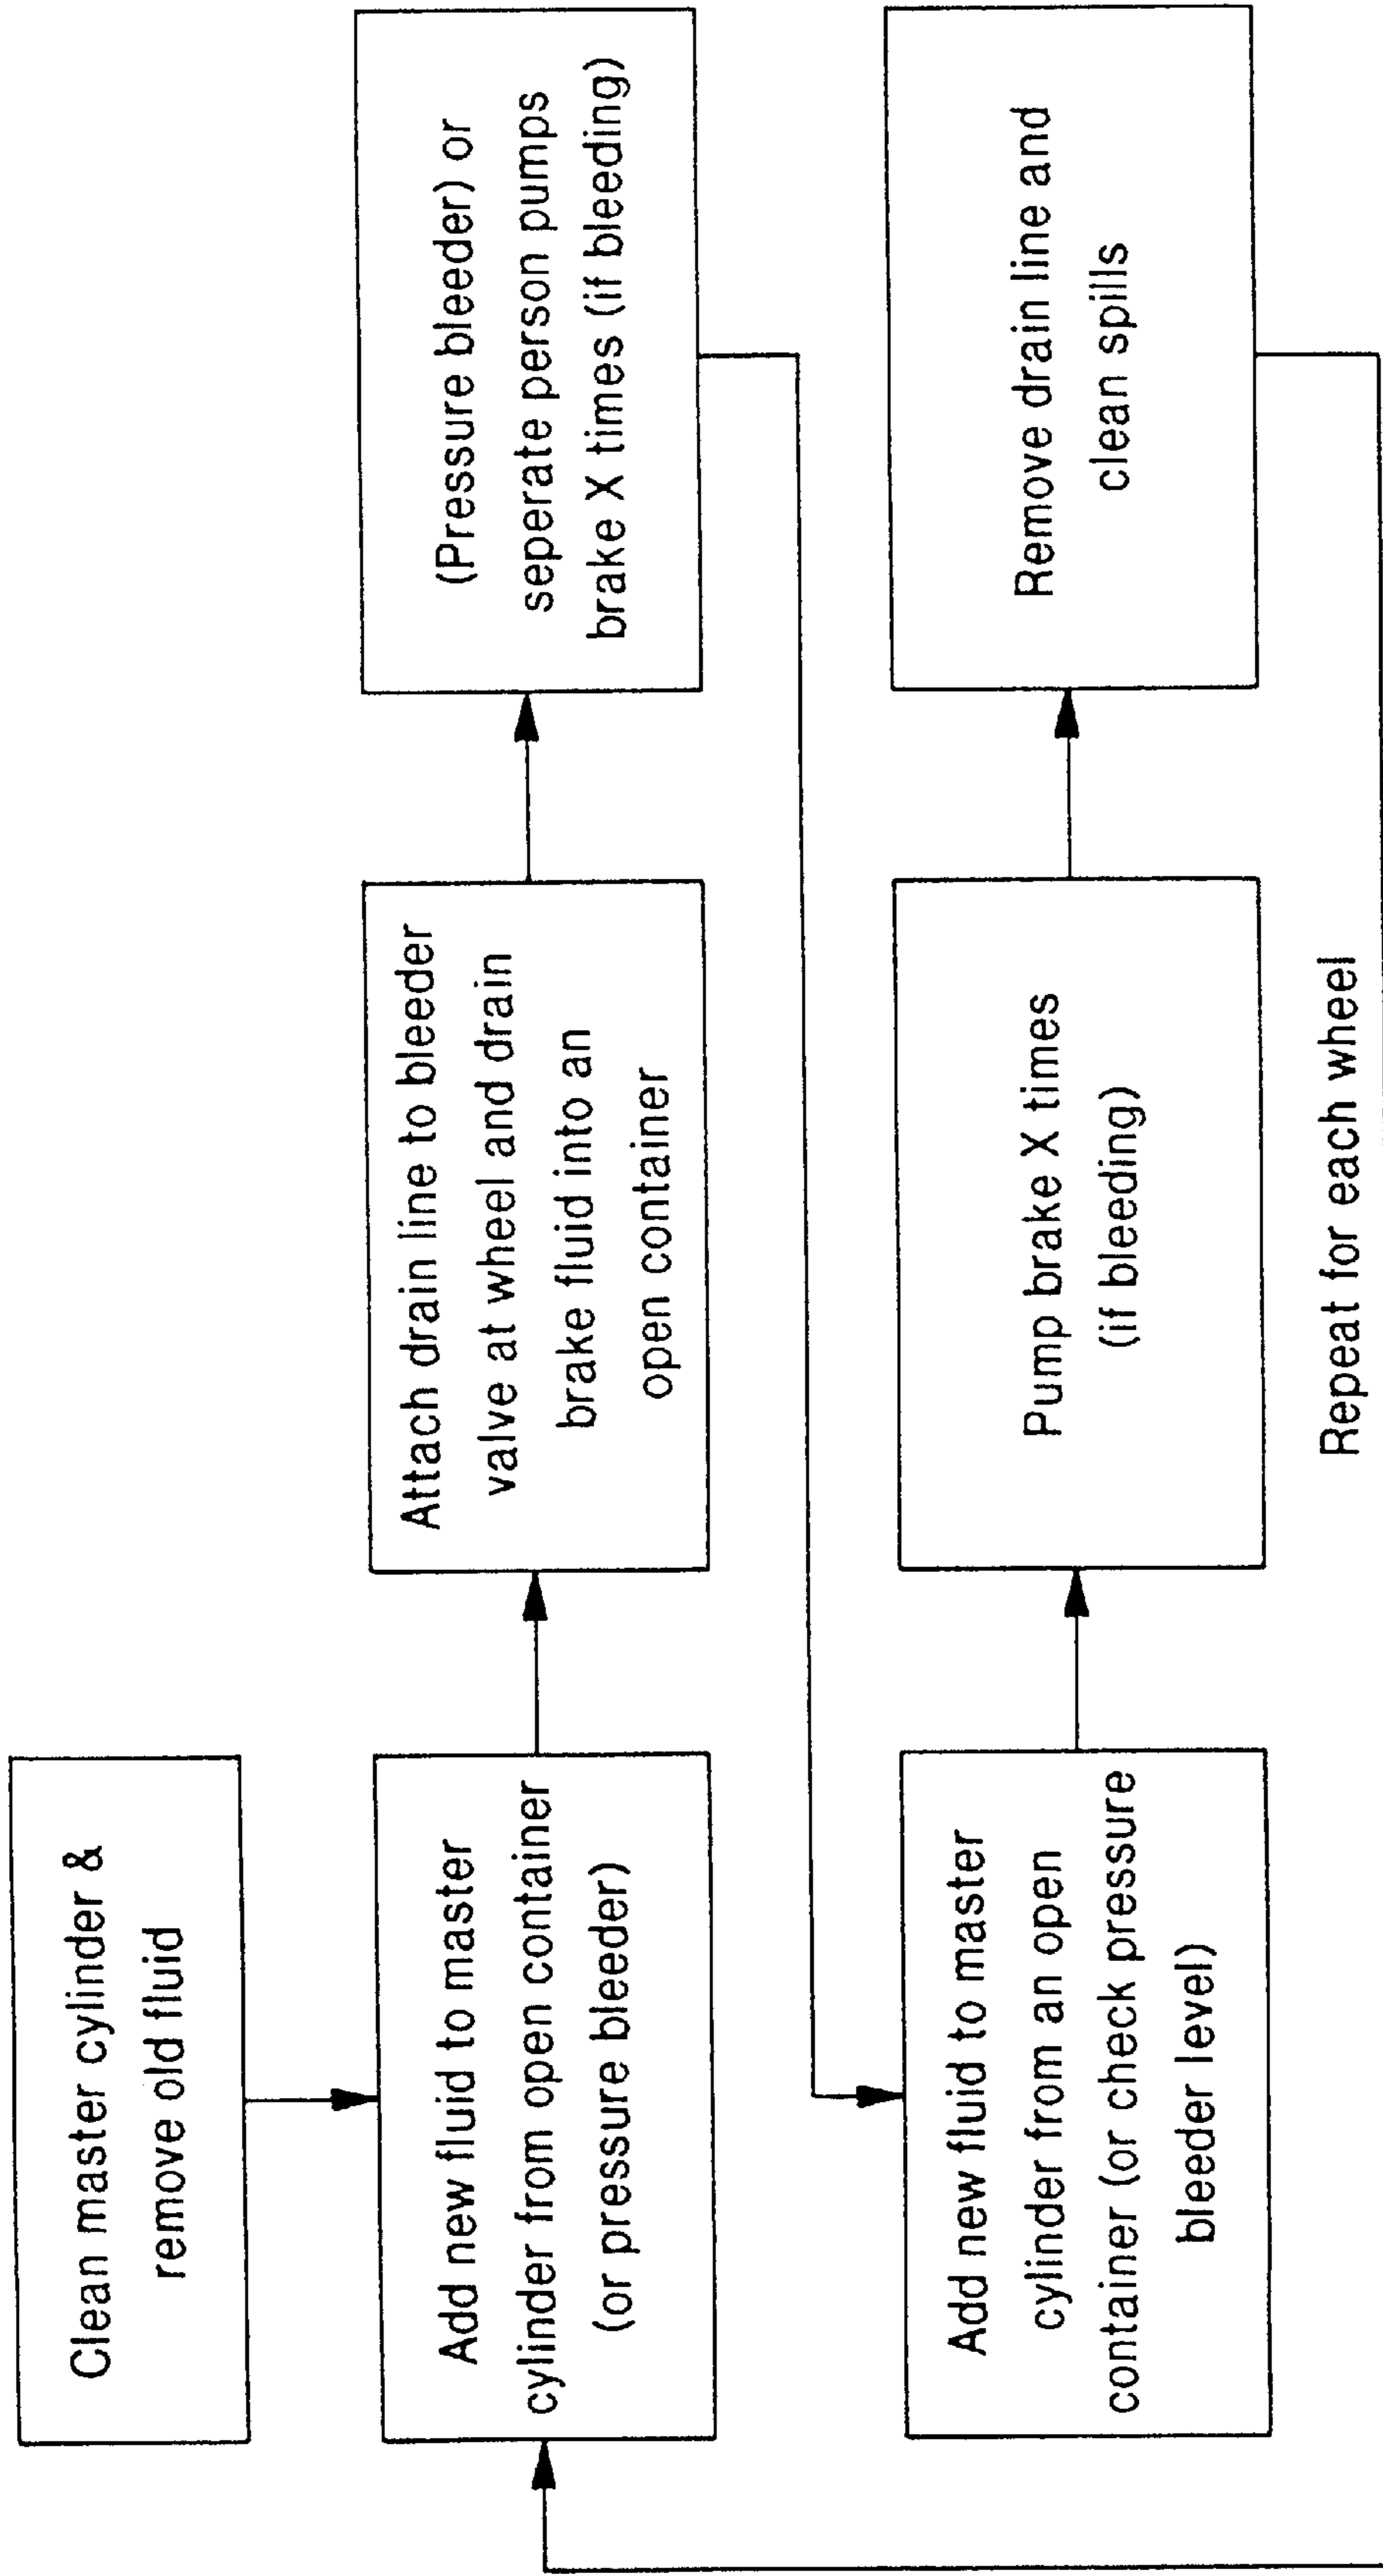 Clean master cylinder &
remove old fluid
Add new fluid to master
cylinder from open container
(or pressure bleeder)
Attach drain line to bleeder
valve at wheel and drain
brake fluid into an
open container
(Pressure bleeder) or
seperate person pumps
brake X times (if bleeding)
Add new fluid to master
cylinder from an open
container (or check pressure
bleeder level)
Pump brake X times
(if bleeding)
Remove drain line and
clean spills
Repeat for each wheel